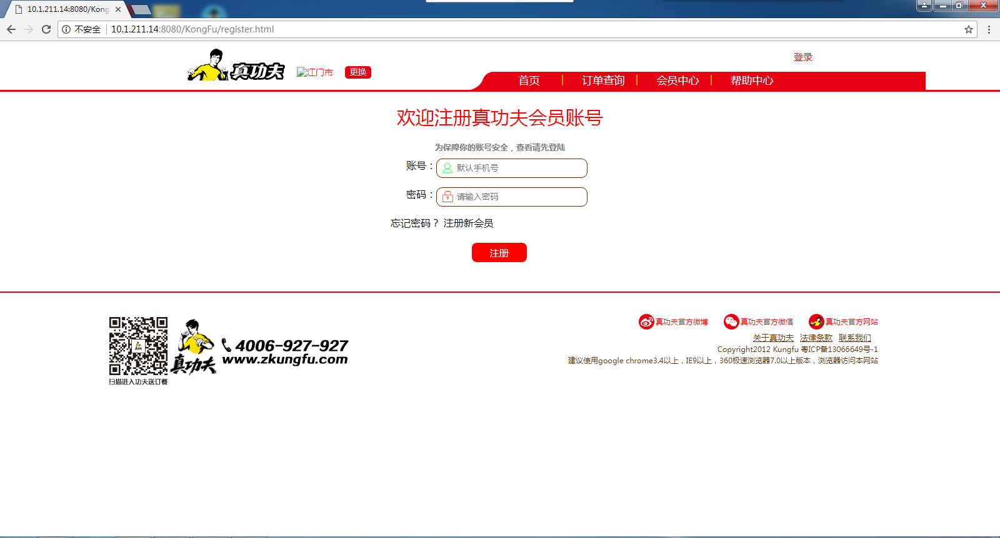 10.1.211.14:8080/Kong
不安全 10.1.211.14:8080/KongFu/register.html
登录
真功夫 江门市 更换
首页 订单查询 会员中心 帮助中心
欢迎注册真功夫会员账号
为保障你的账号安全，查看请先登陆
账号： 默认手机号
密码： 请输入密码
忘记密码？ 注册新会员
注册
真功夫官方微博 真功夫官方微信 真功夫官方网站
关于真功夫 法律条款 联系我们
Copyright2012 Kungfu 粤ICP备13066649号-1
建议使用google chrome3.4以上，IE9以上，360极速浏览器7.0以上版本，浏览器访问本网站
真功夫
4006-927-927
www.zkungfu.com
扫描进入功夫送订餐